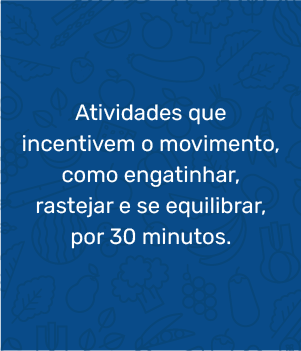 Atividades que
incentivem o movimento,
como engatinhar,
rastejar e se equilibrar,
por 30 minutos.